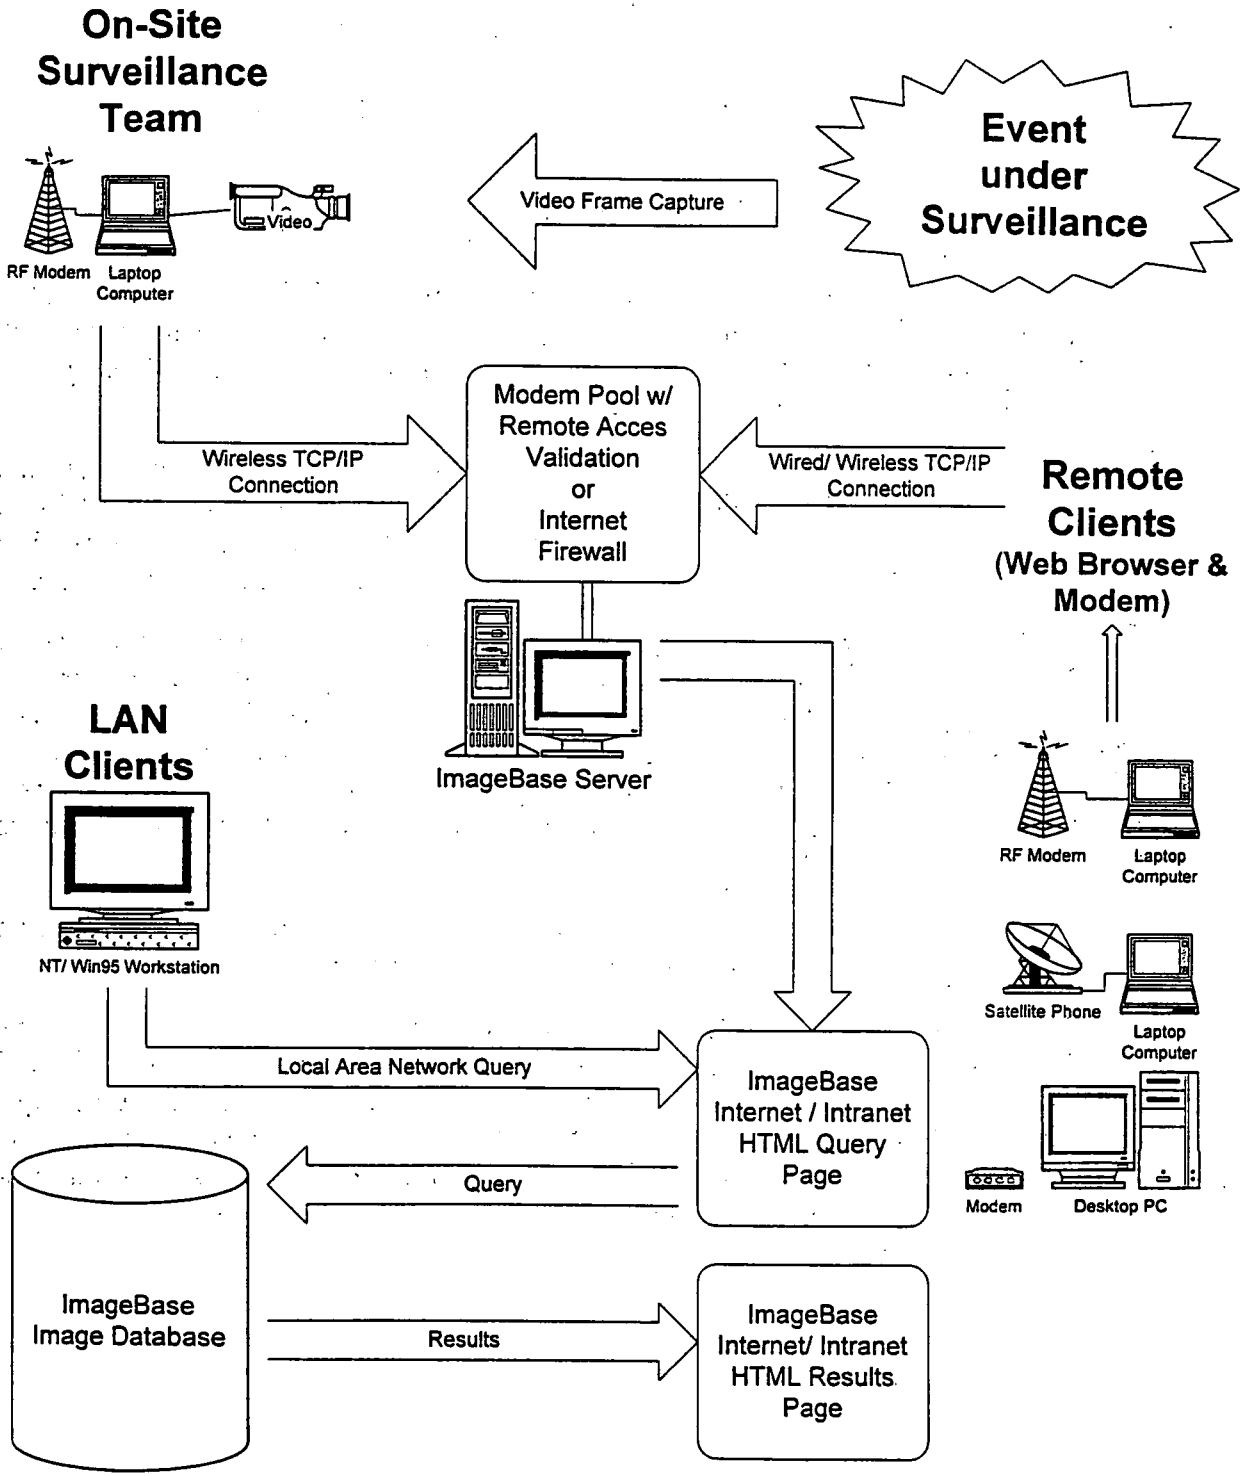 On-Site
Surveillance
Team
RF Modem
Laptop
Computer
Video
Video Frame Capture
Event
under
Surveillance
Wireless TCP/IP
Connection
Modem Pool w/
Remote Acces
Validation
or
Internet
Firewall
Wired/ Wireless TCP/IP
Connection
Remote
Clients
(Web Browser &
Modem)
ImageBase Server
LAN
Clients
NT/ Win95 Workstation
RF Modem
Laptop
Computer
Satellite Phone
Laptop
Computer
Modem
Desktop PC
Local Area Network Query
ImageBase
Internet / Intranet
HTML Query
Page
Query
ImageBase
Image Database
Results
ImageBase
Internet/ Intranet
HTML Results
Page